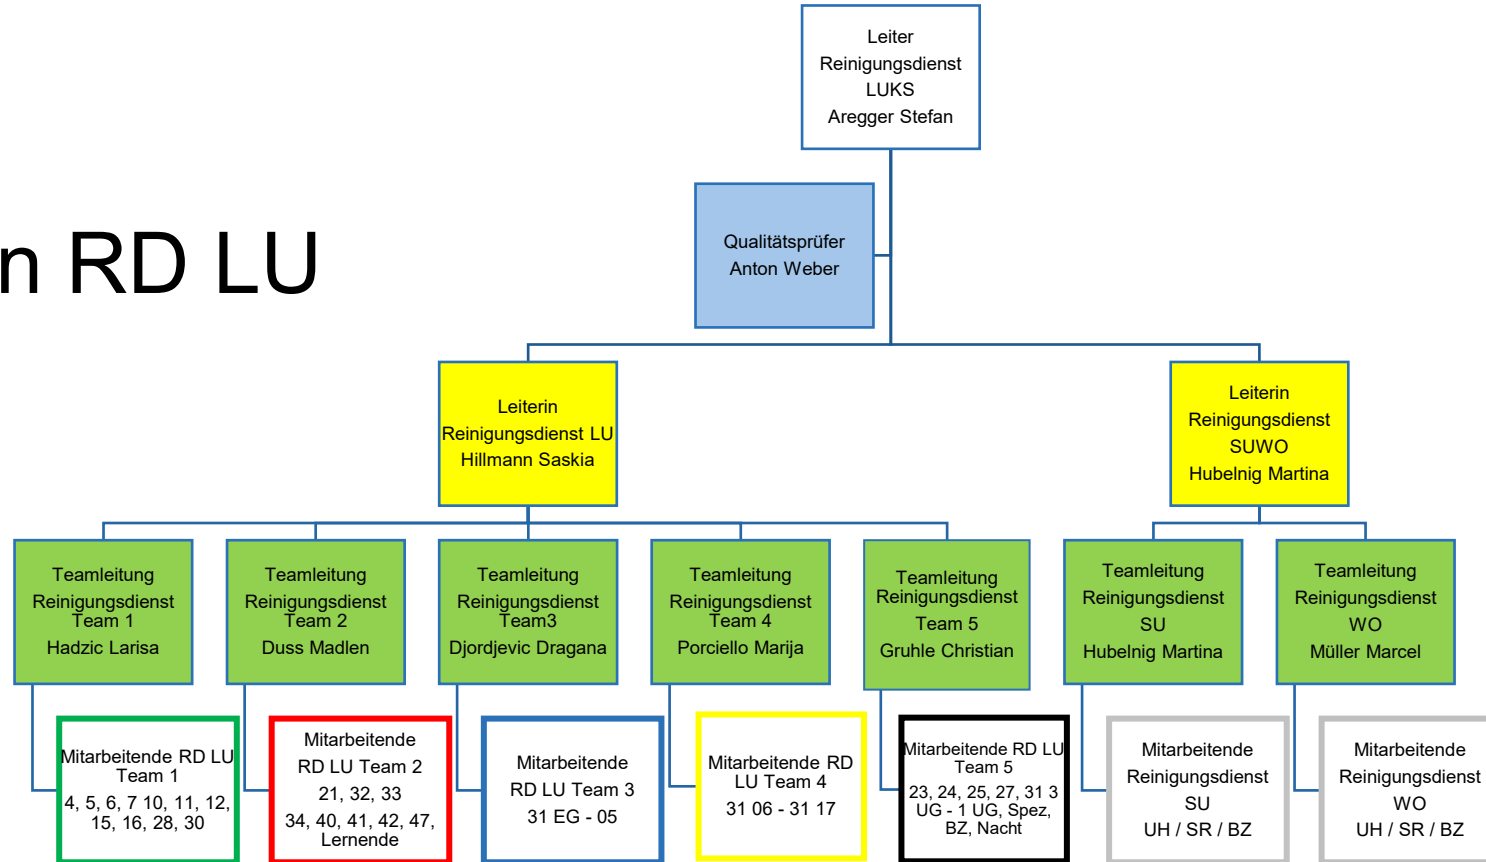 Leiter
Reinigungsdienst
LUKS
Aregger Stefan
Qualitätsprüfer
Anton Weber
n RD LU
Leiterin
Reinigungsdienst LU
Hillmann Saskia
Leiterin
Reinigungsdienst
SUWO
Hubelnig Martina
Teamleitung
Reinigungsdienst
Team 1
Hadzic Larisa
Teamleitung
Reinigungsdienst
Team 2
Duss Madlen
Teamleitung
Reinigungsdienst
Team3
Djordjevic Dragana
Teamleitung
Reinigungsdienst
Team 4
Porciello Marija
Teamleitung
Reinigungsdienst
Team 5
Gruhle Christian
Teamleitung
Reinigungsdienst
SU
Hubelnig Martina
Teamleitung
Reinigungsdienst
WO
Müller Marcel
Mitarbeitende RD LU
Team 1
4, 5, 6, 7 10, 11, 12,
15, 16, 28, 30
Mitarbeitende
RD LU Team 2
21, 32, 33
34, 40, 41, 42, 47,
Lernende
Mitarbeitende
RD LU Team 3
31 EG - 05
Mitarbeitende RD
LU Team 4
31 06 - 31 17
Mitarbeitende RD LU
Team 5
23, 24, 25, 27, 31 3
UG - 1 UG, Spez,
BZ, Nacht
Mitarbeitende
Reinigungsdienst
SU
UH / SR / BZ
Mitarbeitende
Reinigungsdienst
WO
UH / SR / BZ